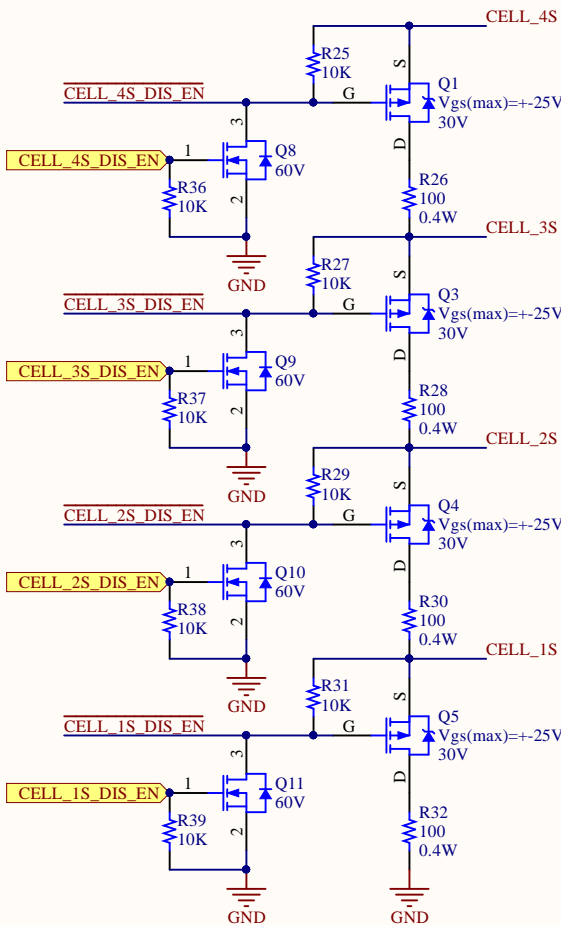 CELL_4S
R25
10K
S
Q1
Vgs(max)=+-25V
30V
CELL_4S_DIS_EN
G
3
D
CELL_4S_DIS_EN
1
Q8
60V
R36
10K
2
R26
100
0.4W
GND
CELL_3S
R27
10K
S
Q3
Vgs(max)=+-25V
30V
CELL_3S_DIS_EN
G
3
D
CELL_3S_DIS_EN
1
Q9
60V
R37
10K
2
R28
100
0.4W
GND
CELL_2S
R29
10K
S
Q4
Vgs(max)=+-25V
30V
CELL_2S_DIS_EN
G
3
D
CELL_2S_DIS_EN
1
Q10
60V
R38
10K
2
R30
100
0.4W
GND
CELL_1S
R31
10K
S
Q5
Vgs(max)=+-25V
30V
CELL_1S_DIS_EN
G
3
D
CELL_1S_DIS_EN
1
Q11
60V
R39
10K
2
R32
100
0.4W
GND
GND